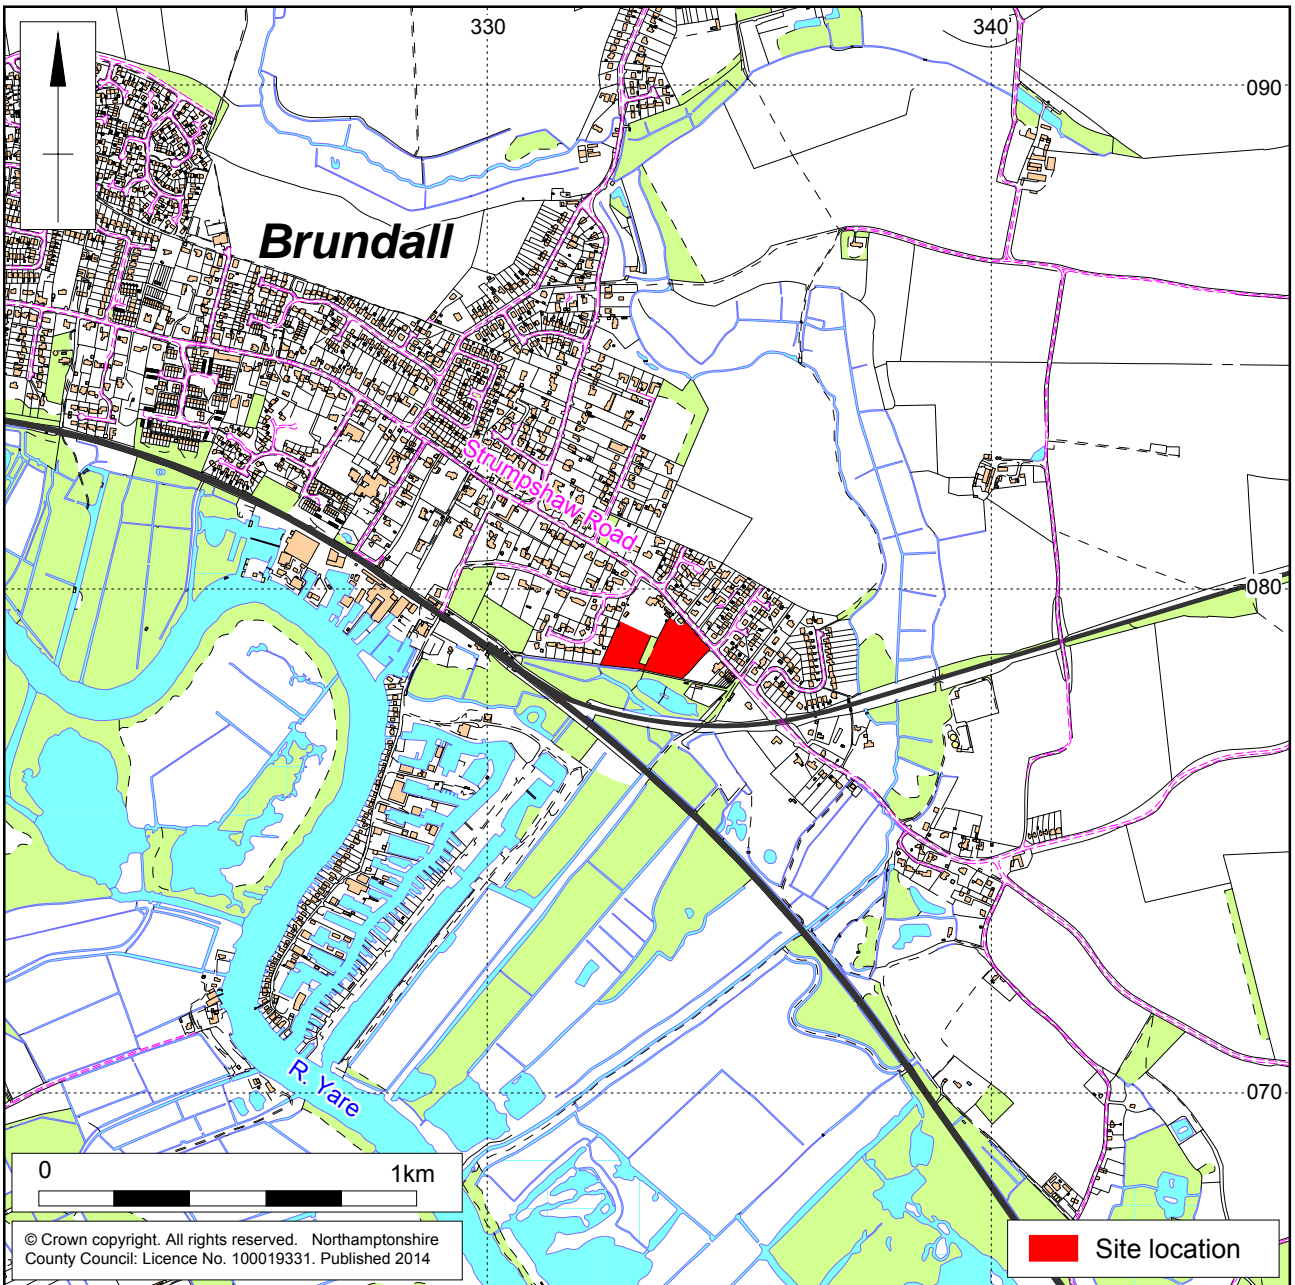 330
340
090
Brundall
Strumpshaw Road
080
070
R. Yare
0 1km
© Crown copyright. All rights reserved. Northamptonshire
County Council: Licence No. 100019331. Published 2014
Site location